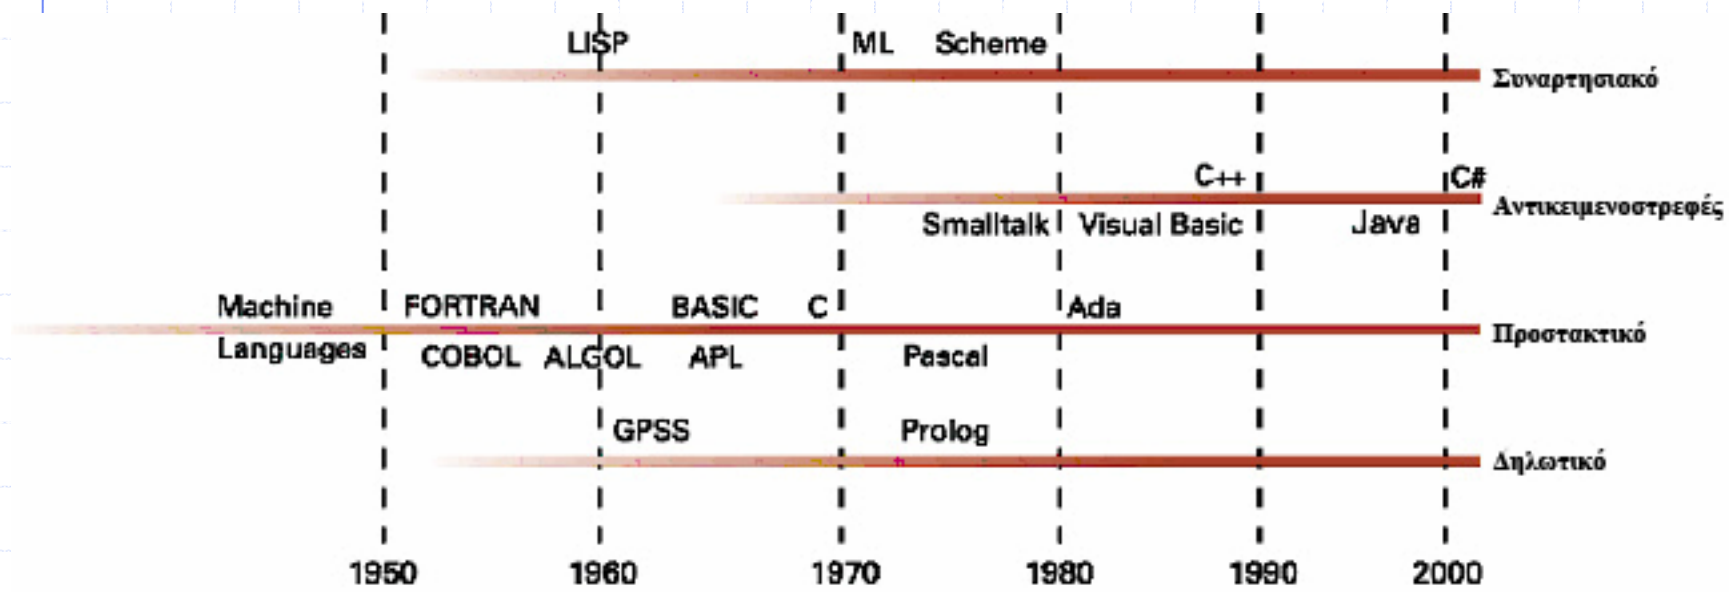 LISP ML Scheme
Συναρτησιακό
C++ C#
Αντικειμενοστρεφές
Smalltalk Visual Basic Java
Machine FORTRAN BASIC C Ada
Προστακτικό
Languages COBOL ALGOL APL Pascal
GPSS Prolog
Δηλωτικό
1950 1960 1970 1980 1990 2000